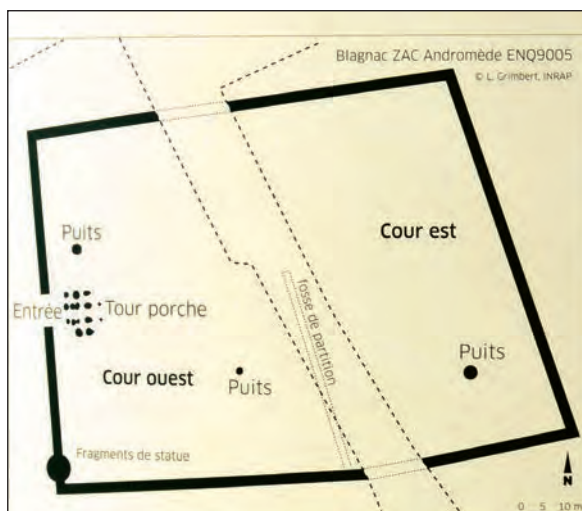 Blagnac ZAC Andromède ENQ9005
© L. Grimbert, INRAP
Puits
Cour est
Entrée
Tour porche
fosse de partition
Puits
Cour ouest
Puits
Fragments de statue
N
0 5 10 m